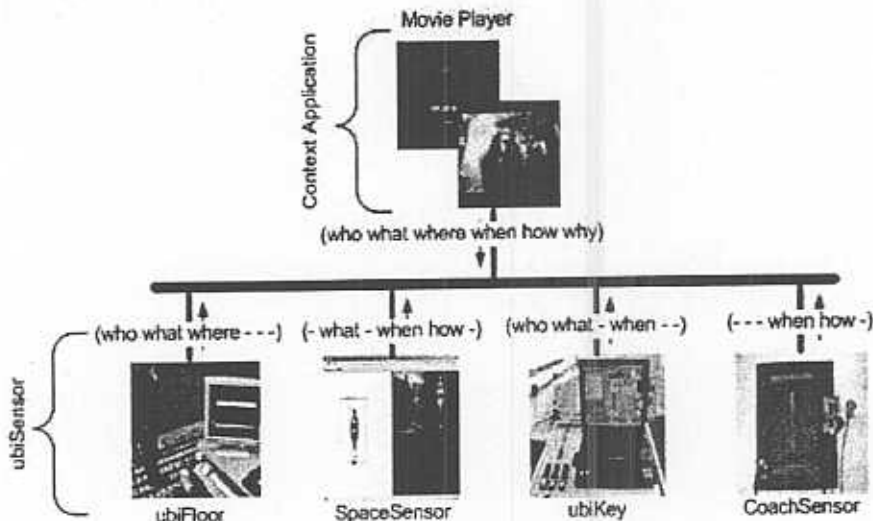 Movie Player
Context Application
(who what where when how why)
(who what where - - -)
(- what - when how -)
(who what - when - -)
(- - - when how -)
ubiSensor
ubiFloor
SpaceSensor
ubiKey
CoachSensor